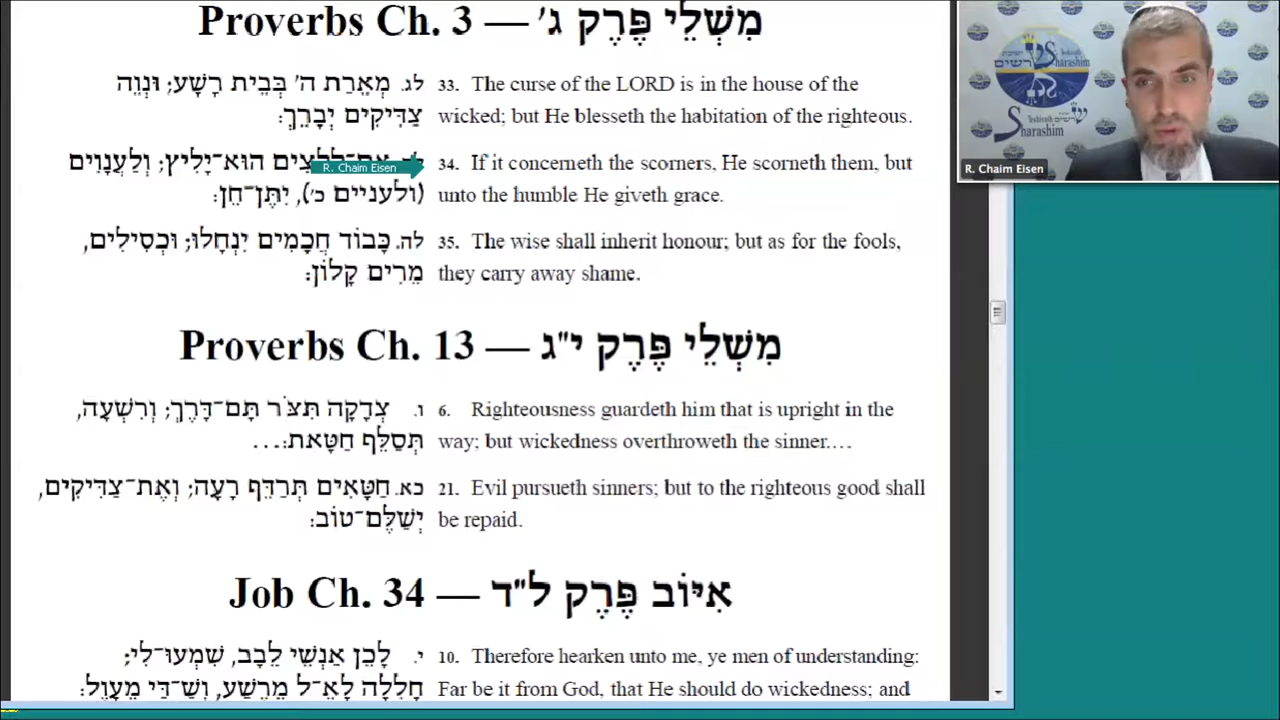 Proverbs Ch. 3 — מִשְׁלֵי פֶּרֶק ג׳
לג. מְאֵרַת ה׳ בְּבֵית רָשָׁע; וּנְוֵה
צַדִּיקִים יְבָרֵךְ:
33. The curse of the LORD is in the house of the
wicked; but He blesseth the habitation of the righteous.
הוּא־יָלִיץ; וְלַעֲנָוִים
(ולעניים כ׳), יִתֶּן־חֵן:
R. Chaim Eisen
34. If it concerneth the scorners, He scorneth them, but
unto the humble He giveth grace.
לה. כָּבוֹד חֲכָמִים יִנְחָלוּ; וּכְסִילִים,
מֵרִים קָלוֹן:
35. The wise shall inherit honour; but as for the fools,
they carry away shame.
Proverbs Ch. 13 — מִשְׁלֵי פֶּרֶק י״ג
ו. צְדָקָה תִּצֹּר תָּם־דָּרֶךְ; וְרִשְׁעָה,
תְּסַלֵּף חַטָּאת:…
6. Righteousness guardeth him that is upright in the
way; but wickedness overthroweth the sinner.…
כא. חַטָּאִים תְּרַדֵּף רָעָה; וְאֶת־צַדִּיקִים,
יְשַׁלֶּם־טוֹב:
21. Evil pursueth sinners; but to the righteous good shall
be repaid.
Job Ch. 34 — אִיּוֹב פֶּרֶק ל״ד
י. לָכֵן אַנְשֵׁי לֵבָב, שִׁמְעוּ־לִי;
חָלִלָה לָאֵ־ל מֵרֶשַׁע, וְשַׁ־דַּי מֵעָוֶל:
10. Therefore hearken unto me, ye men of understanding:
Far be it from God, that He should do wickedness; and
Yeshivath שרשים
Sharashim
R. Chaim Eisen